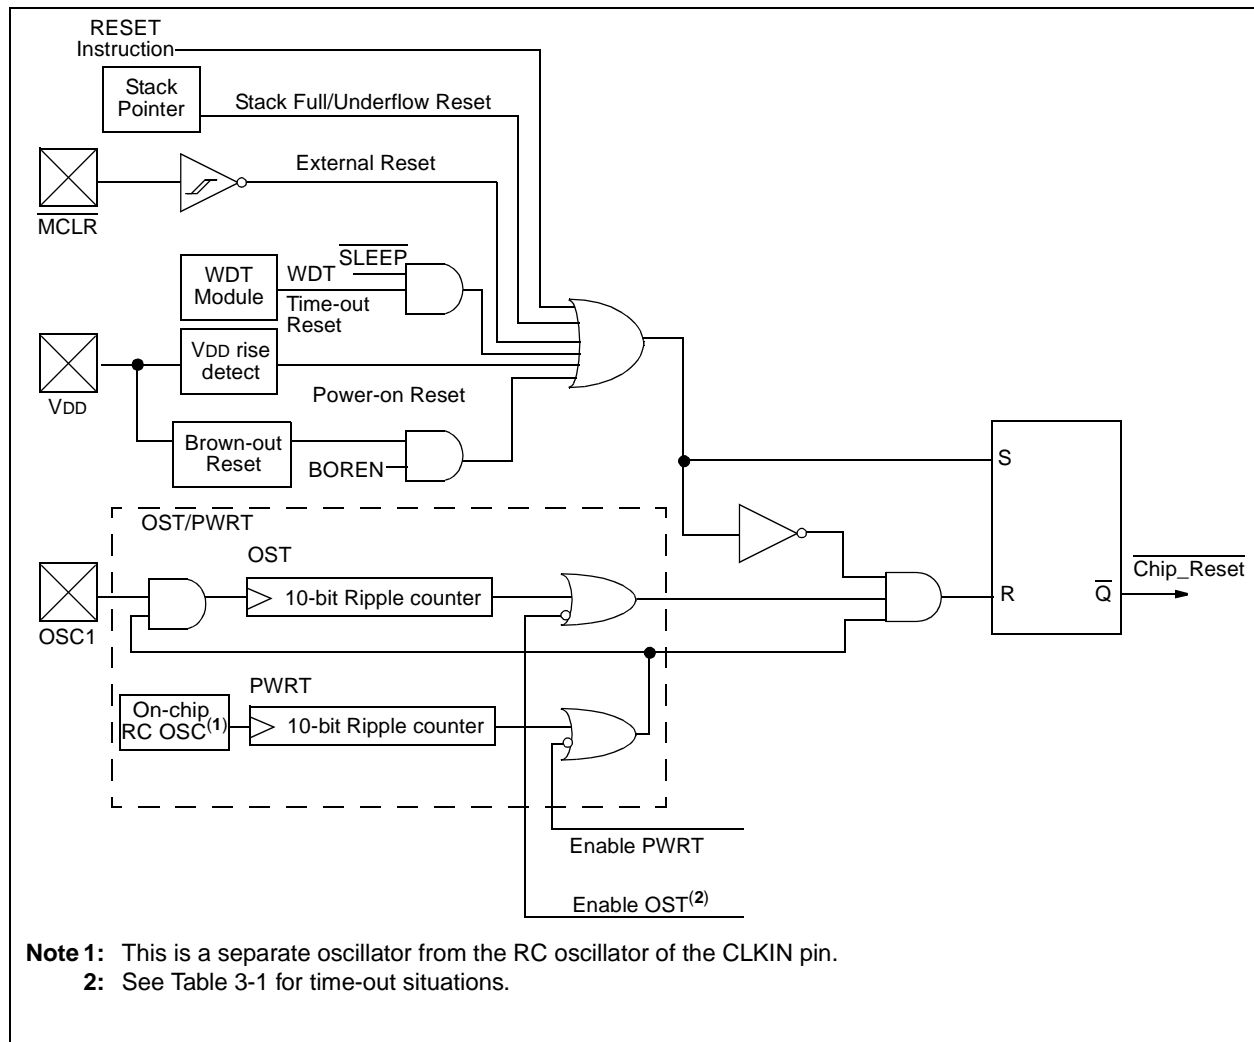 RESET
Instruction
Stack
Pointer
Stack Full/Underflow Reset
External Reset
MCLR
SLEEP
WDT
Module
WDT
Time-out
Reset
VDD rise
detect
VDD
Power-on Reset
Brown-out
Reset
BOREN
S
OST/PWRT
OST
Chip_Reset
10-bit Ripple counter
R
Q
OSC1
PWRT
On-chip
RC OSC(1)
10-bit Ripple counter
Enable PWRT
Enable OST(2)
Note 1: This is a separate oscillator from the RC oscillator of the CLKIN pin.
2: See Table 3-1 for time-out situations.